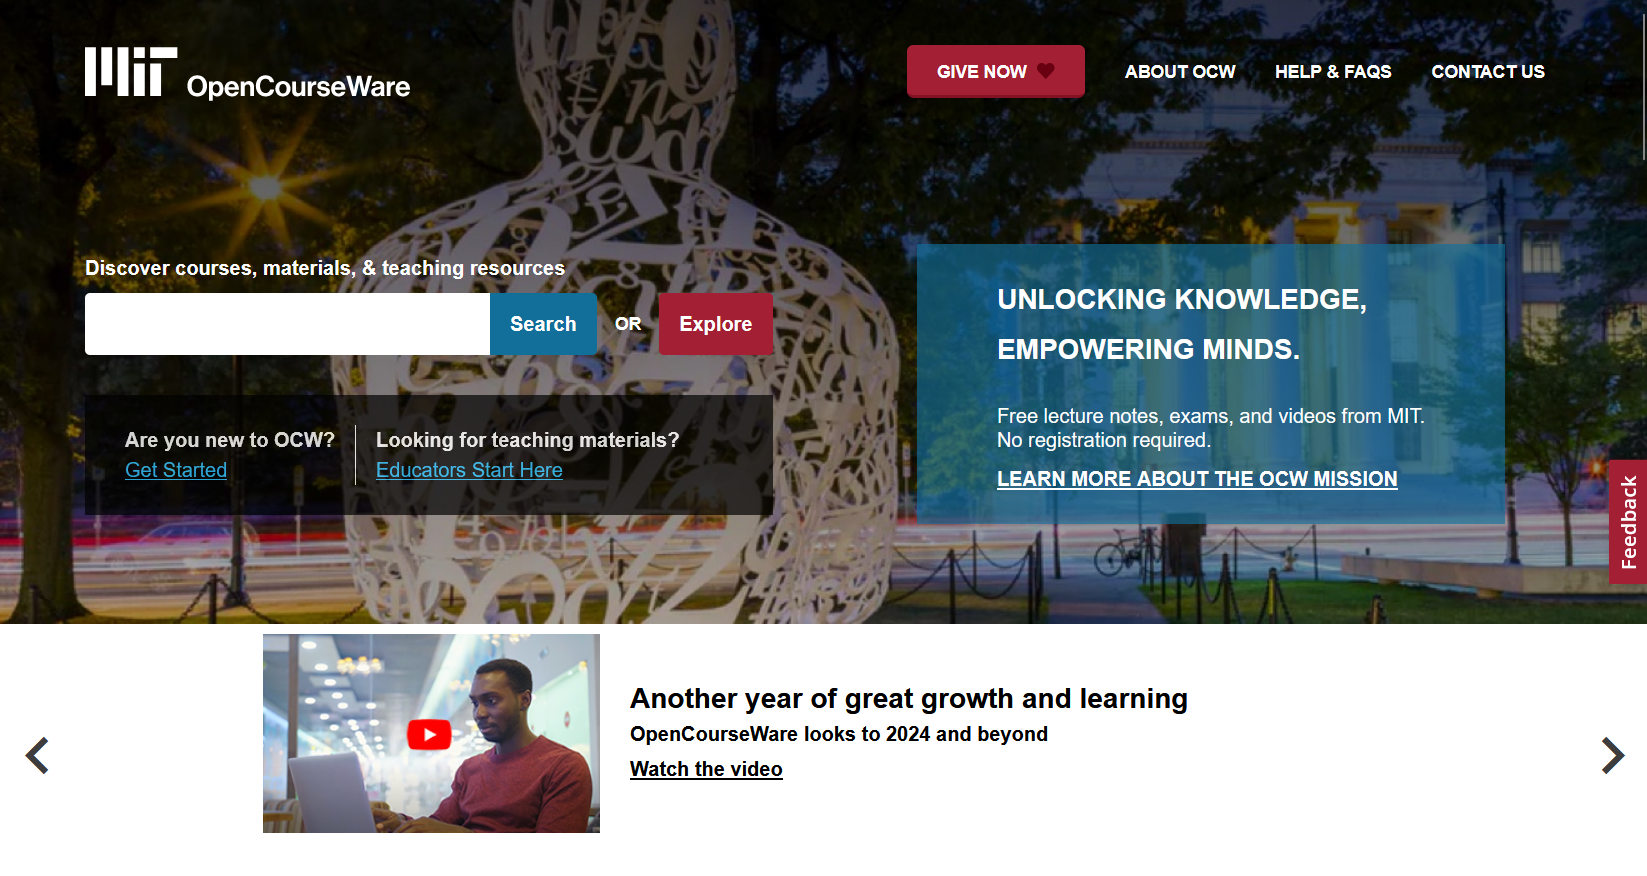 MIT OpenCourseWare
GIVE NOW
ABOUT OCW
HELP & FAQS
CONTACT US
Discover courses, materials, & teaching resources
Search
OR
Explore
Are you new to OCW?
Get Started
Looking for teaching materials?
Educators Start Here
UNLOCKING KNOWLEDGE,
EMPOWERING MINDS.
Free lecture notes, exams, and videos from MIT.
No registration required.
LEARN MORE ABOUT THE OCW MISSION
Feedback
Another year of great growth and learning
OpenCourseWare looks to 2024 and beyond
Watch the video